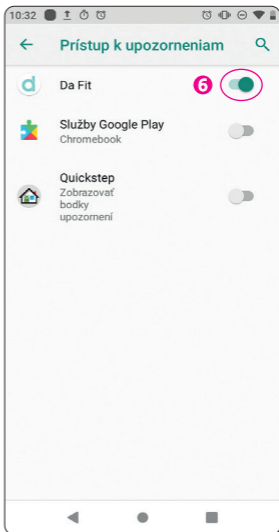 10:32
Prístup k upozorneniam
Da Fit
6
Služby Google Play
Chromebook
Quickstep
Zobrazovať
bodky
upozornení